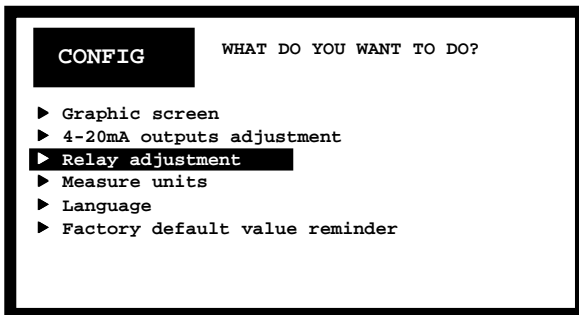 CONFIG
WHAT DO YOU WANT TO DO?
Graphic screen
4-20mA outputs adjustment
Relay adjustment
Measure units
Language
Factory default value reminder